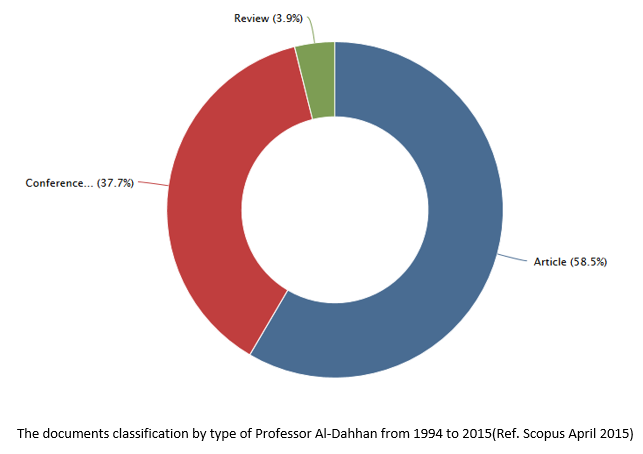 Review (3.9%)
Conference... (37.7%)
Article (58.5%)
The documents classification by type of Professor Al-Dahhan from 1994 to 2015(Ref. Scopus April 2015)